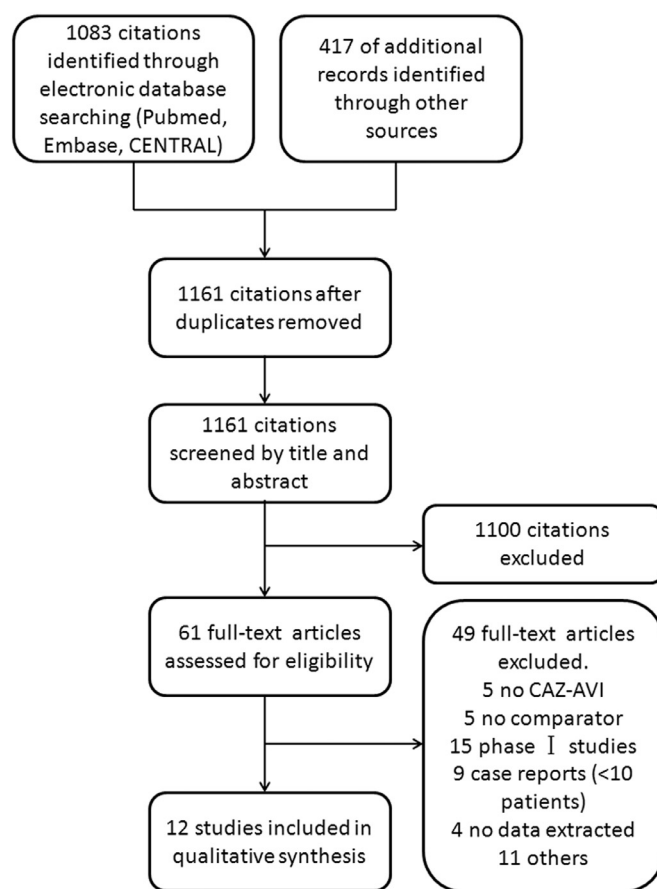 1083 citations
identified through
electronic database
searching (Pubmed,
Embase, CENTRAL)
417 of additional
records identified
through other
sources
1161 citations after
duplicates removed
1161 citations
screened by title and
abstract
1100 citations
excluded
61 full-text articles
assessed for eligibility
49 full-text articles
excluded.
5 no CAZ-AVI
5 no comparator
15 phase Ⅰ studies
9 case reports (<10
patients)
4 no data extracted
11 others
12 studies included in
qualitative synthesis